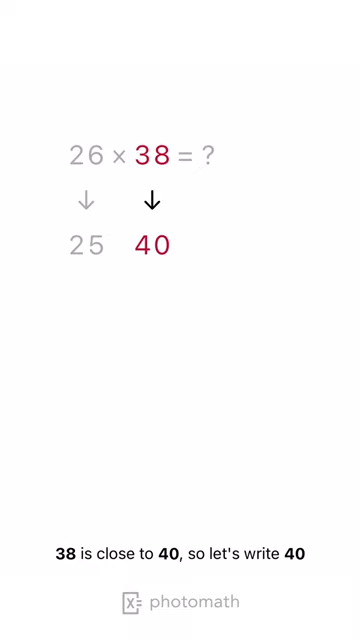 26 × 38 = ?
↓ ↓
25 40
38 is close to 40, so let's write 40
photomath